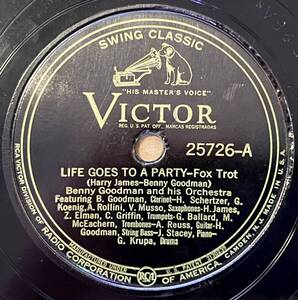 SWING CLASSIC
"HIS MASTER'S VOICE"
VICTOR
REG. U.S. PAT. OFF. MARCAS REGISTRADAS
25726-A
LIFE GOES TO A PARTY-Fox Trot
(Harry James-Benny Goodman)
Benny Goodman and his Orchestra
Featuring B. Goodman, Clarinet-H. Schertzer, G.
Koenig, A. Rollini, V. Musso, Saxophones-H. James,
Z. Elman, C. Griffin, Trumpets-G. Ballard, M.
McEachern, Trombones-A. Reuss, Guitar-H.
Goodman, String Bass-J. Stacey, Piano-
G. Krupa, Drums
RCA VICTOR DIVISION OF
RADIO CORPORATION OF AMERICA, CAMDEN, N.J.
RCA